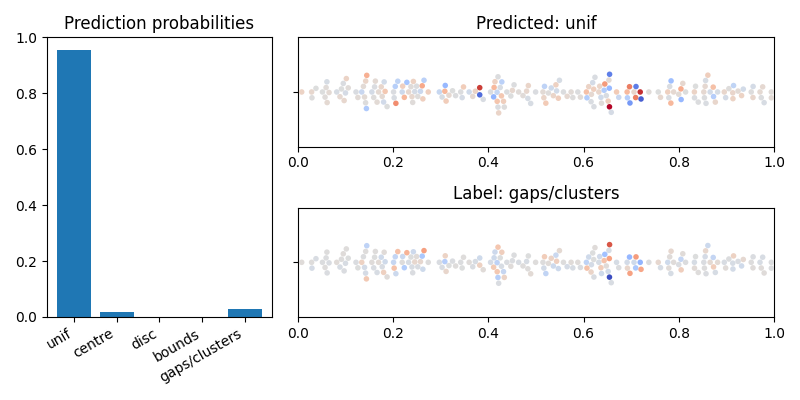 Prediction probabilities
1.0
0.8
0.6
0.4
0.2
0.0
unif
centre
disc
bounds
gaps/clusters
Predicted: unif
0.0 0.2 0.4 0.6 0.8 1.0
Label: gaps/clusters
0.0 0.2 0.4 0.6 0.8 1.0